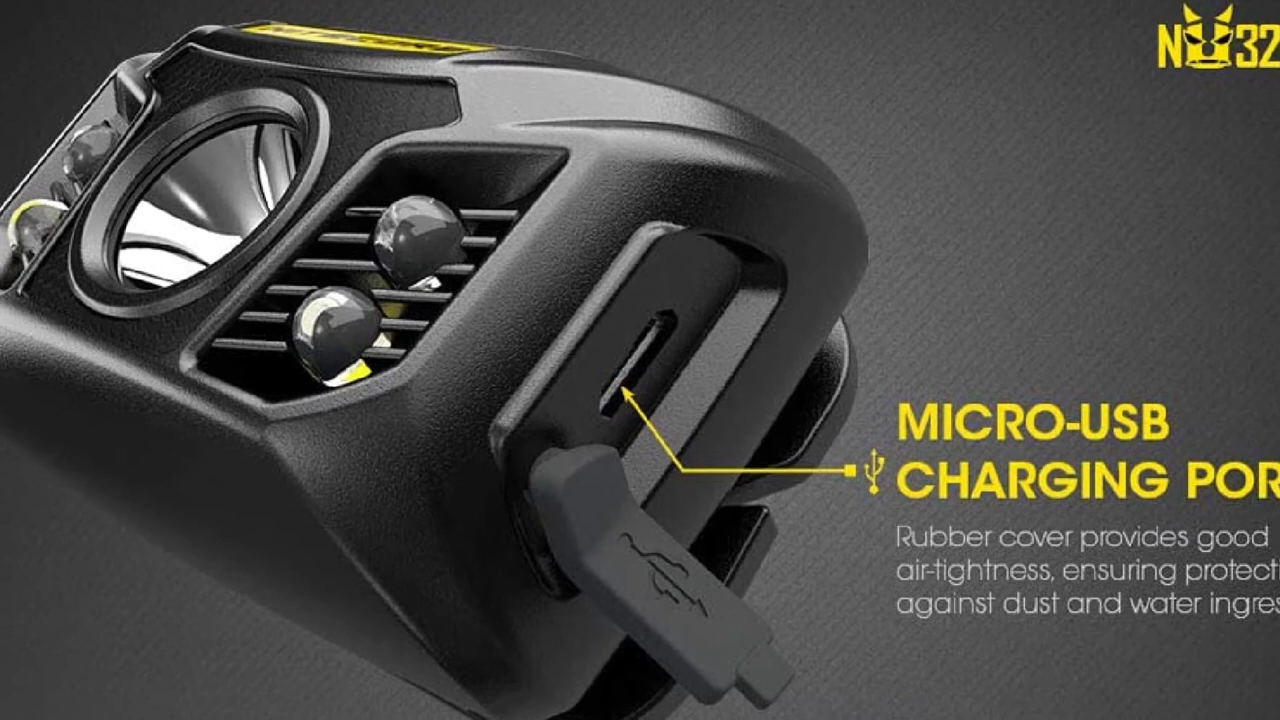 NU32
MICRO-USB
CHARGING POR
Rubber cover provides good
air-tightness, ensuring protecti
against dust and water ingres